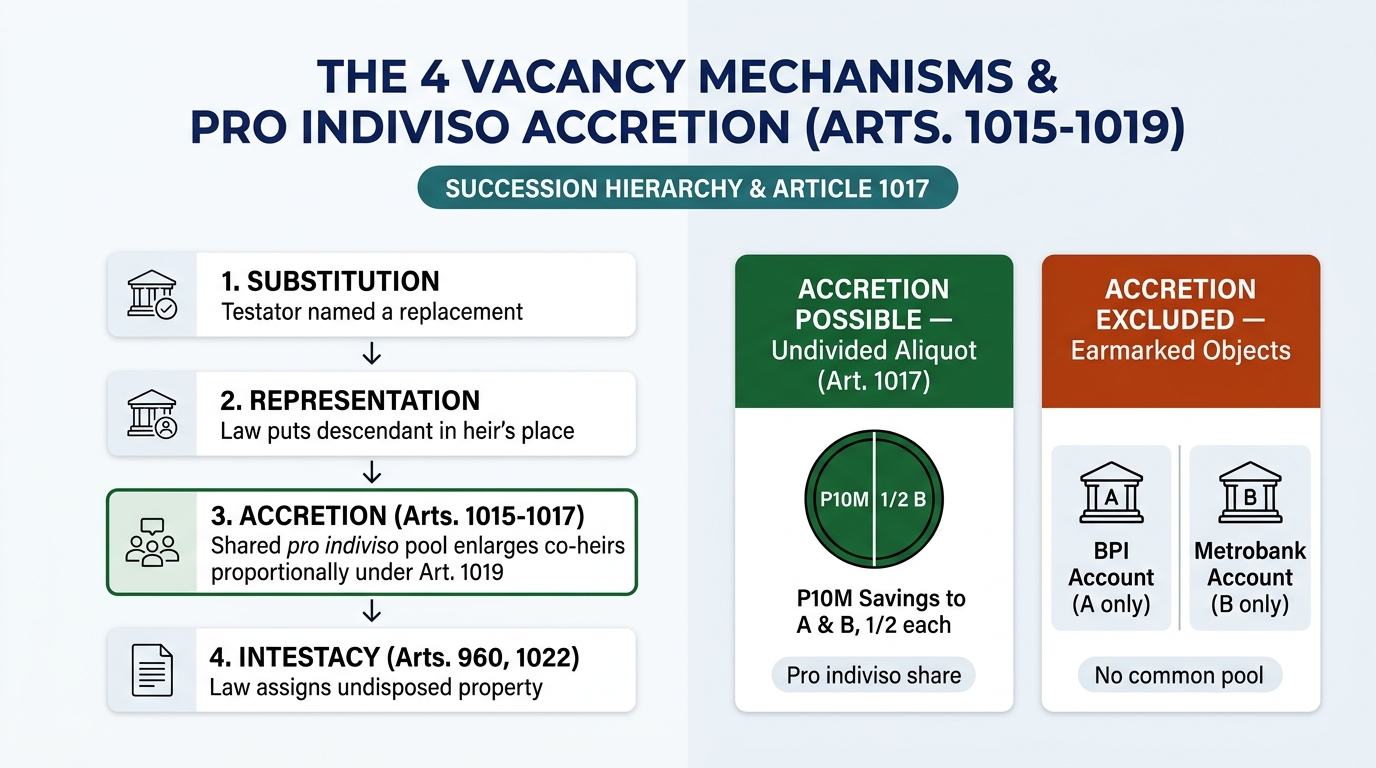 THE 4 VACANCY MECHANISMS &
PRO INDIVISO ACCRETION (ARTS. 1015-1019)
SUCCESSION HIERARCHY & ARTICLE 1017
1. SUBSTITUTION
Testator named a replacement
2. REPRESENTATION
Law puts descendant in heir's place
3. ACCRETION (Arts. 1015-1017)
Shared pro indiviso pool enlarges co-heirs
proportionally under Art. 1019
4. INTESTACY (Arts. 960, 1022)
Law assigns undisposed property
ACCRETION
POSSIBLE —
Undivided Aliquot
(Art. 1017)
P10M 1/2 B
P10M Savings to
A & B, 1/2 each
Pro indiviso share
ACCRETION
EXCLUDED —
Earmarked Objects
A
BPI
Account
(A only)
B
Metrobank
Account
(B only)
No common pool